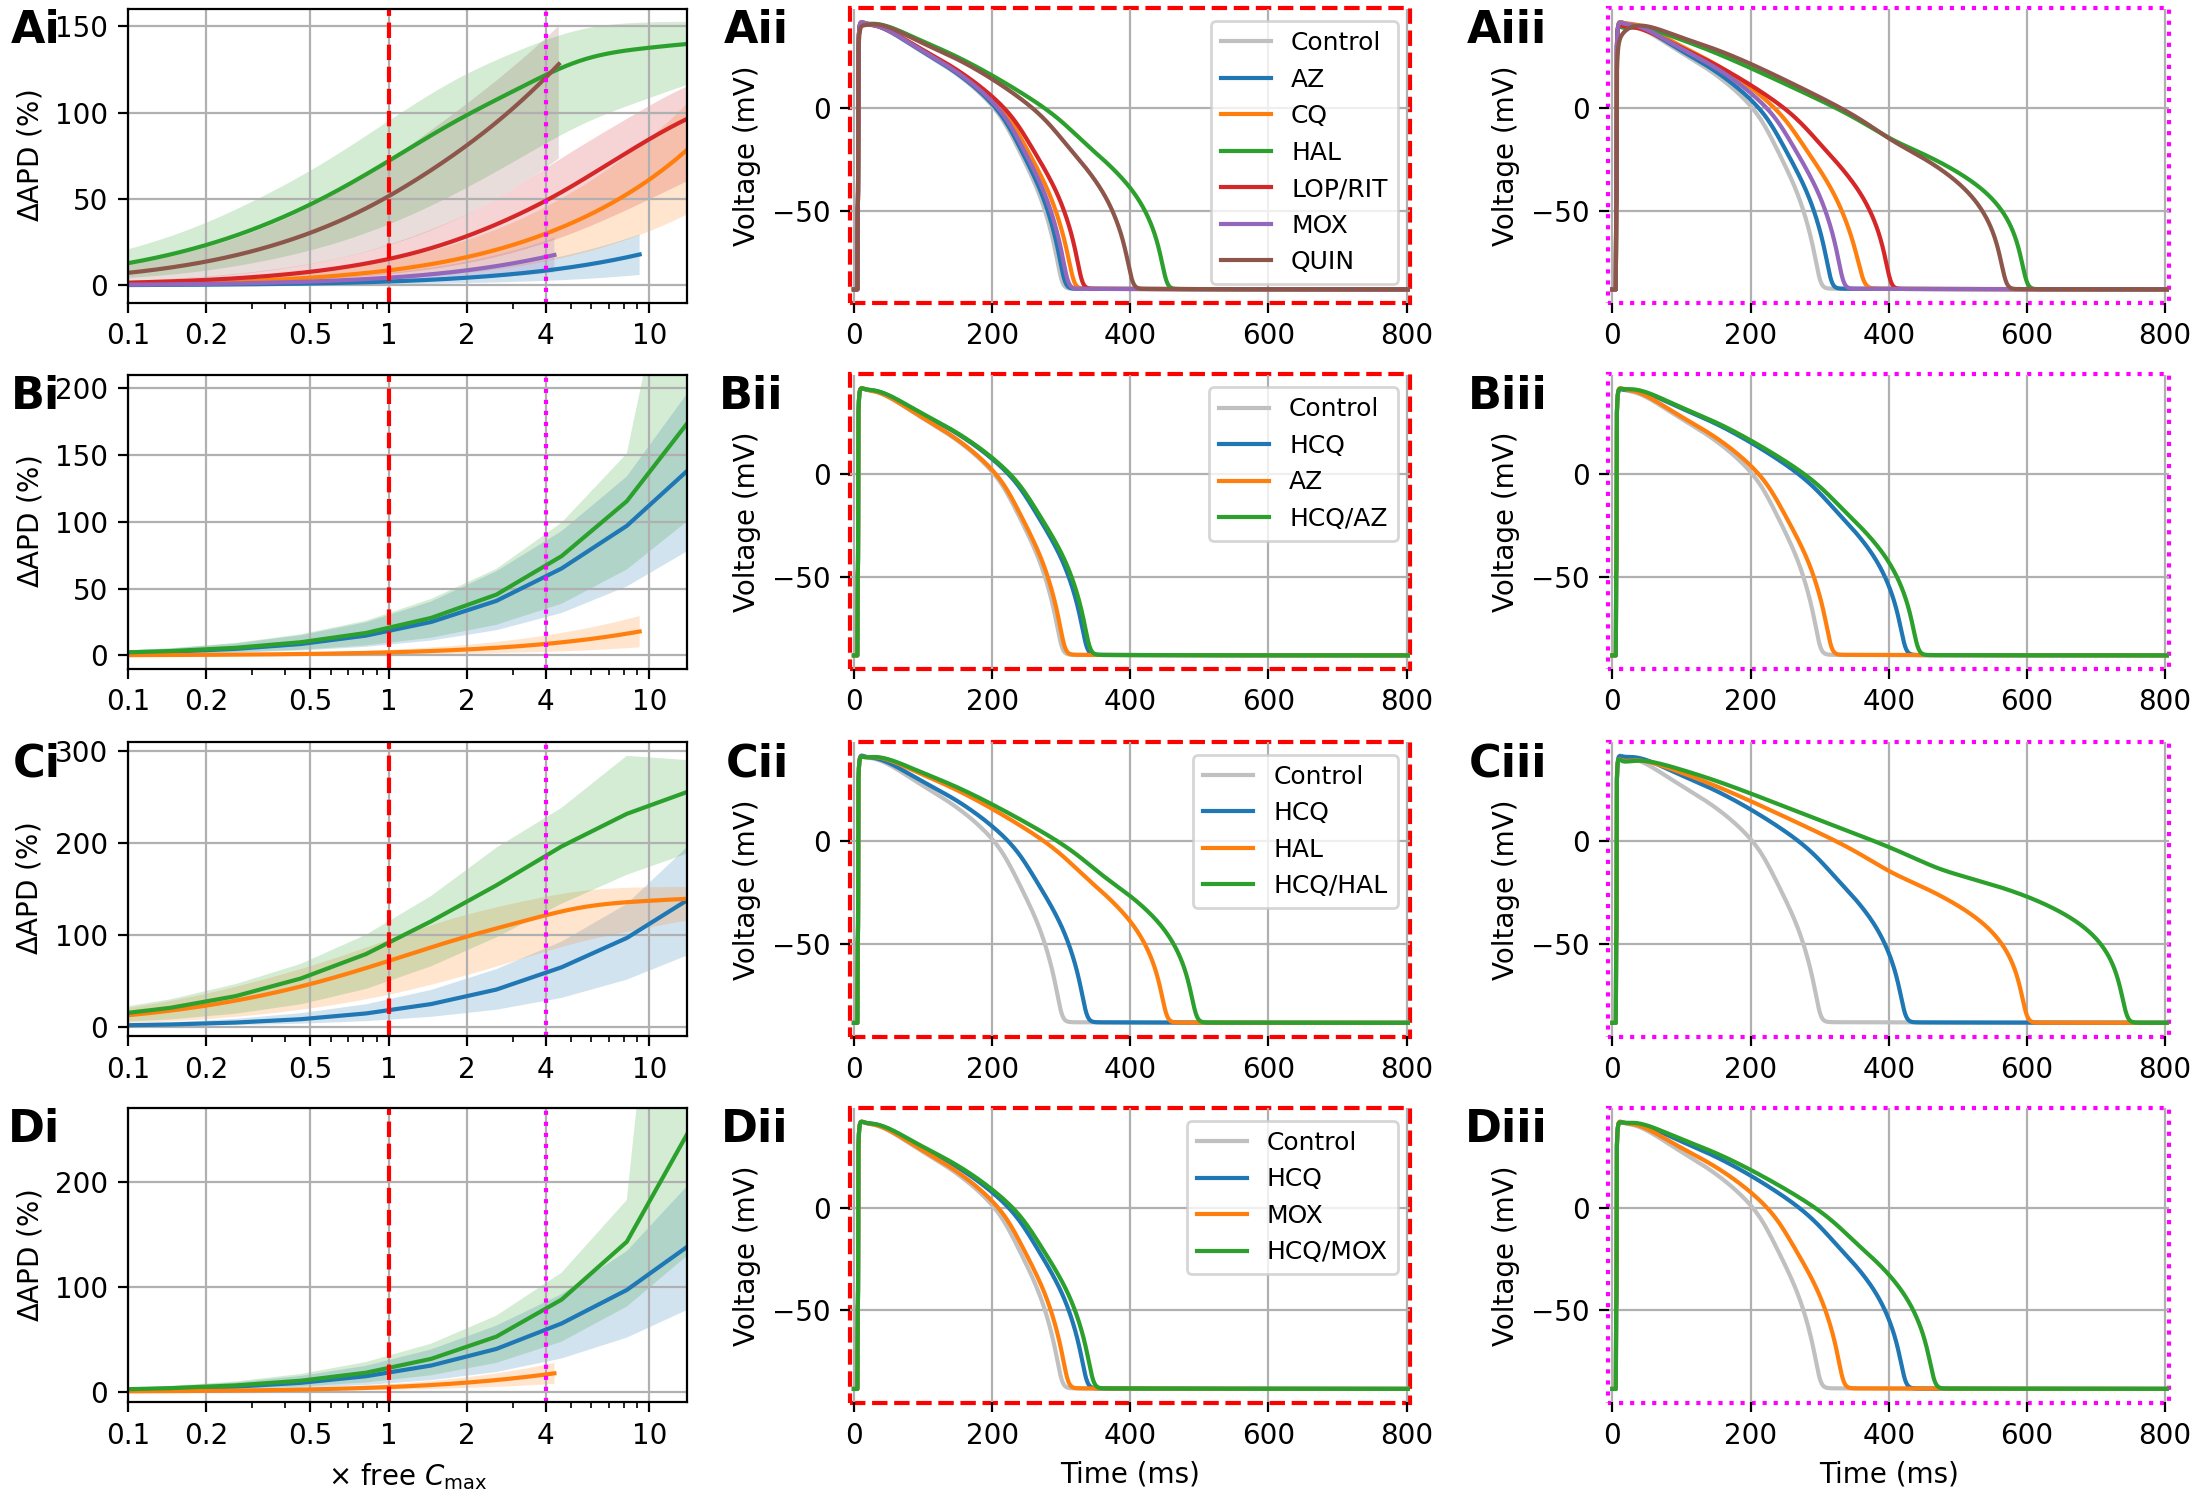 Ai
ΔAPD (%)
150
100
50
0
0.1 0.2 0.5 1 2 4 10
Aii
Voltage (mV)
0
−50
0 200 400 600 800
Control
AZ
CQ
HAL
LOP/RIT
MOX
QUIN
Aiii
Voltage (mV)
0
−50
0 200 400 600 800
Bi
ΔAPD (%)
200
150
100
50
0
0.1 0.2 0.5 1 2 4 10
Bii
Voltage (mV)
0
−50
0 200 400 600 800
Control
HCQ
AZ
HCQ/AZ
Biii
Voltage (mV)
0
−50
0 200 400 600 800
Ci
ΔAPD (%)
300
200
100
0
0.1 0.2 0.5 1 2 4 10
Cii
Voltage (mV)
0
−50
0 200 400 600 800
Control
HCQ
HAL
HCQ/HAL
Ciii
Voltage (mV)
0
−50
0 200 400 600 800
Di
ΔAPD (%)
200
100
0
0.1 0.2 0.5 1 2 4 10
× free Cmax
Dii
Voltage (mV)
0
−50
0 200 400 600 800
Time (ms)
Control
HCQ
MOX
HCQ/MOX
Diii
Voltage (mV)
0
−50
0 200 400 600 800
Time (ms)